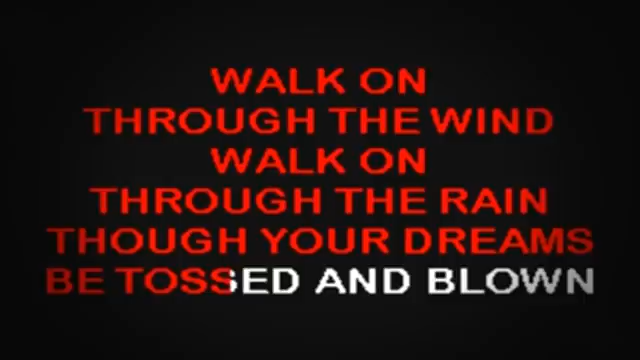 WALK ON
THROUGH THE WIND
WALK ON
THROUGH THE RAIN
THOUGH YOUR DREAMS
BE TOSSED AND BLOWN